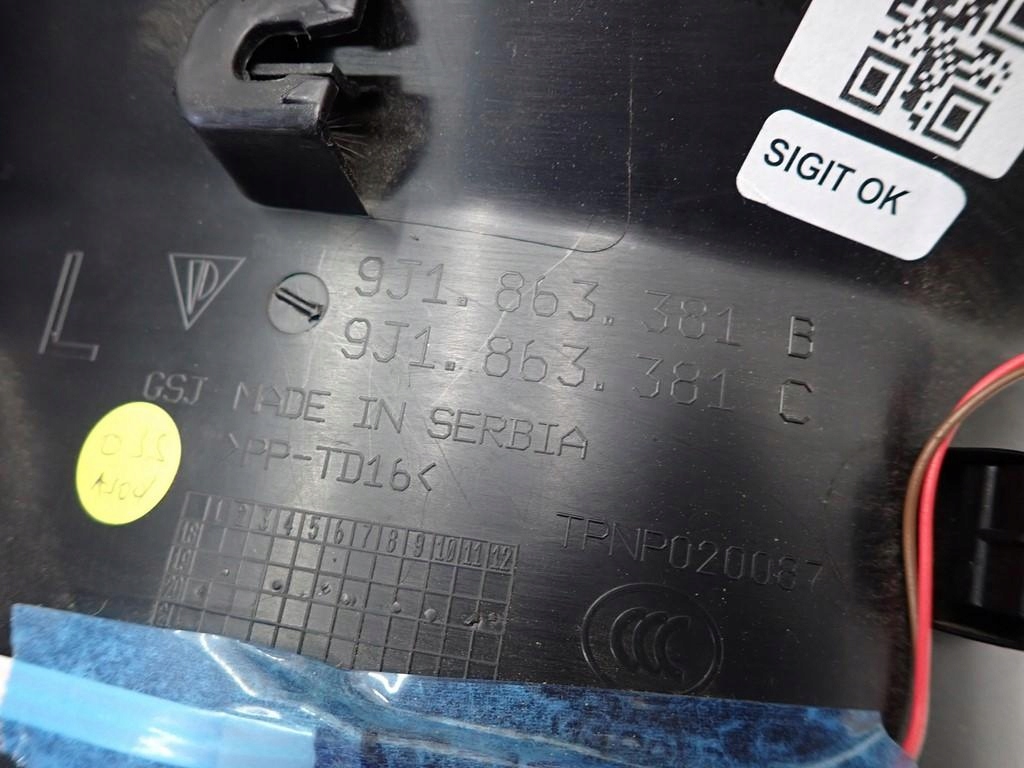 SIGIT OK
L
9J1. 863. 381 B
9J1. 863. 381 C
GSJ MADE IN SERBIA
>PP-TD16<
1 2 3 4 5 6 7 8 9 10 11 12
18
19
20
TPNP020087
CCC